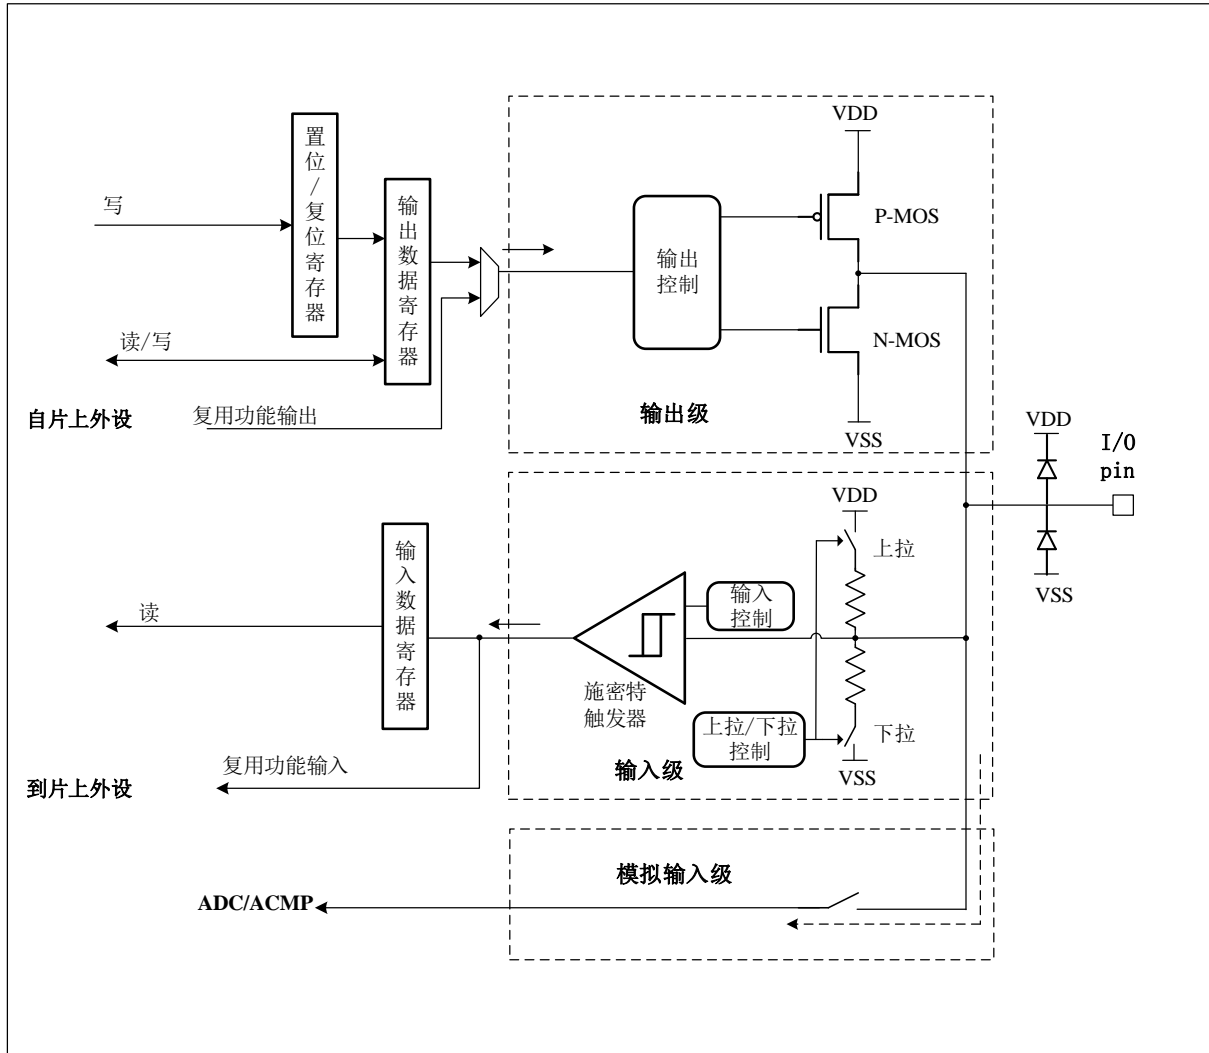 VDD
置位/复位寄存器
输出数据寄存器
写
P-MOS
输出
控制
N-MOS
读/写
自片上外设
复用功能输出
输出级
VSS
VDD
I/O
pin
VDD
上拉
输入数据寄存器
输入
控制
VSS
读
施密特
触发器
上拉/下拉
控制
下拉
复用功能输入
输入级
VSS
到片上外设
模拟输入级
ADC/ACMP